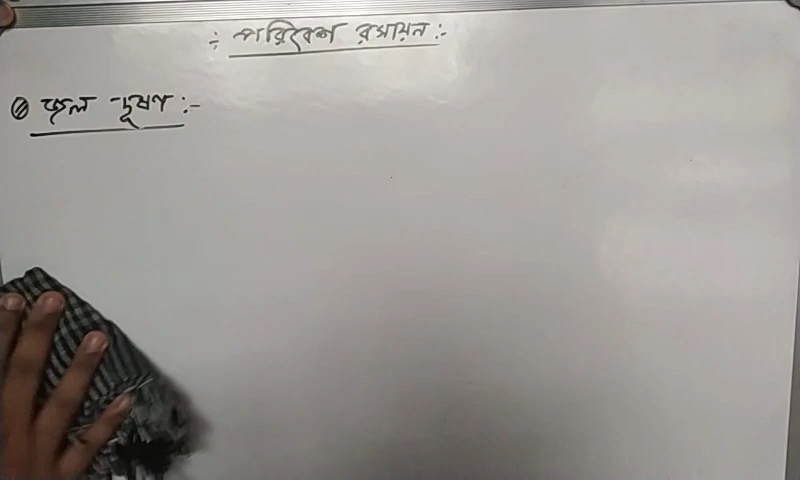 ÷ পরিবেশ রসায়ন :-
জল দূষণ :-